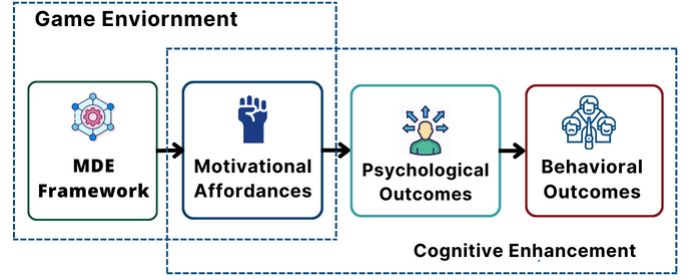 Game Enviornment
MDE
Framework
Motivational
Affordances
Psychological
Outcomes
Behavioral
Outcomes
Cognitive Enhancement